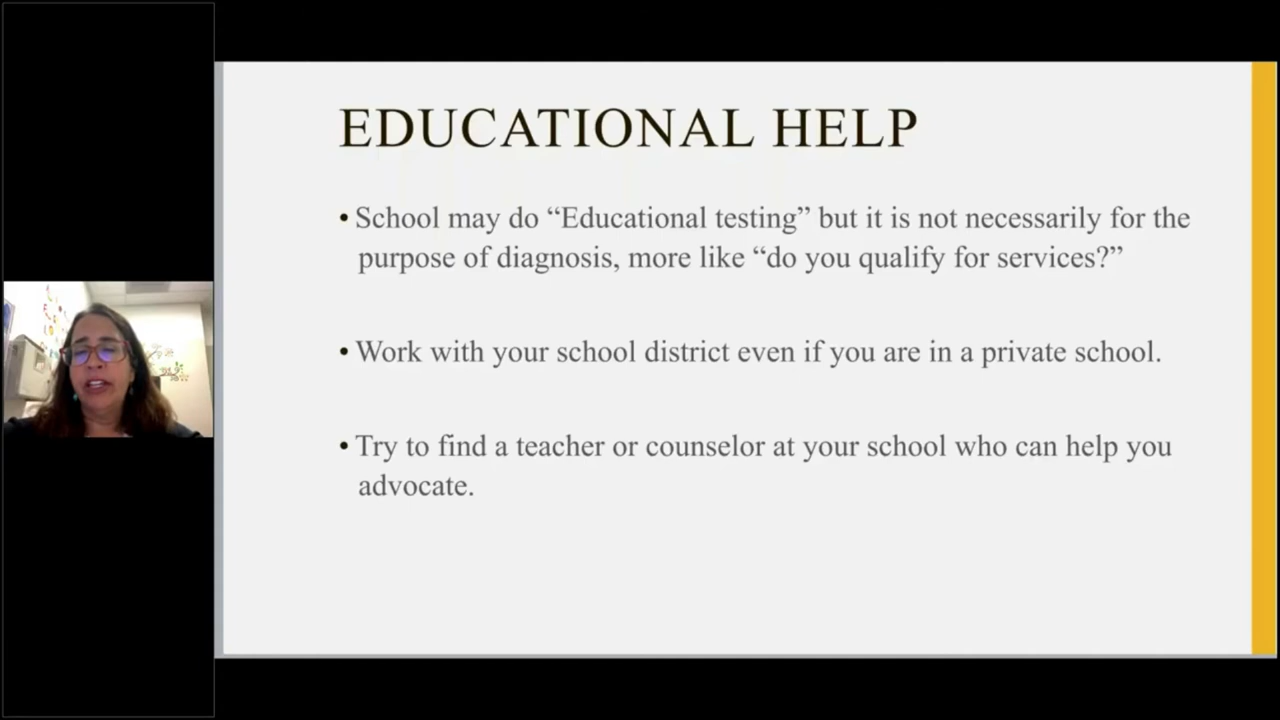 EDUCATIONAL HELP
• School may do “Educational testing” but it is not necessarily for the
purpose of diagnosis, more like “do you qualify for services?”
• Work with your school district even if you are in a private school.
• Try to find a teacher or counselor at your school who can help you
advocate.